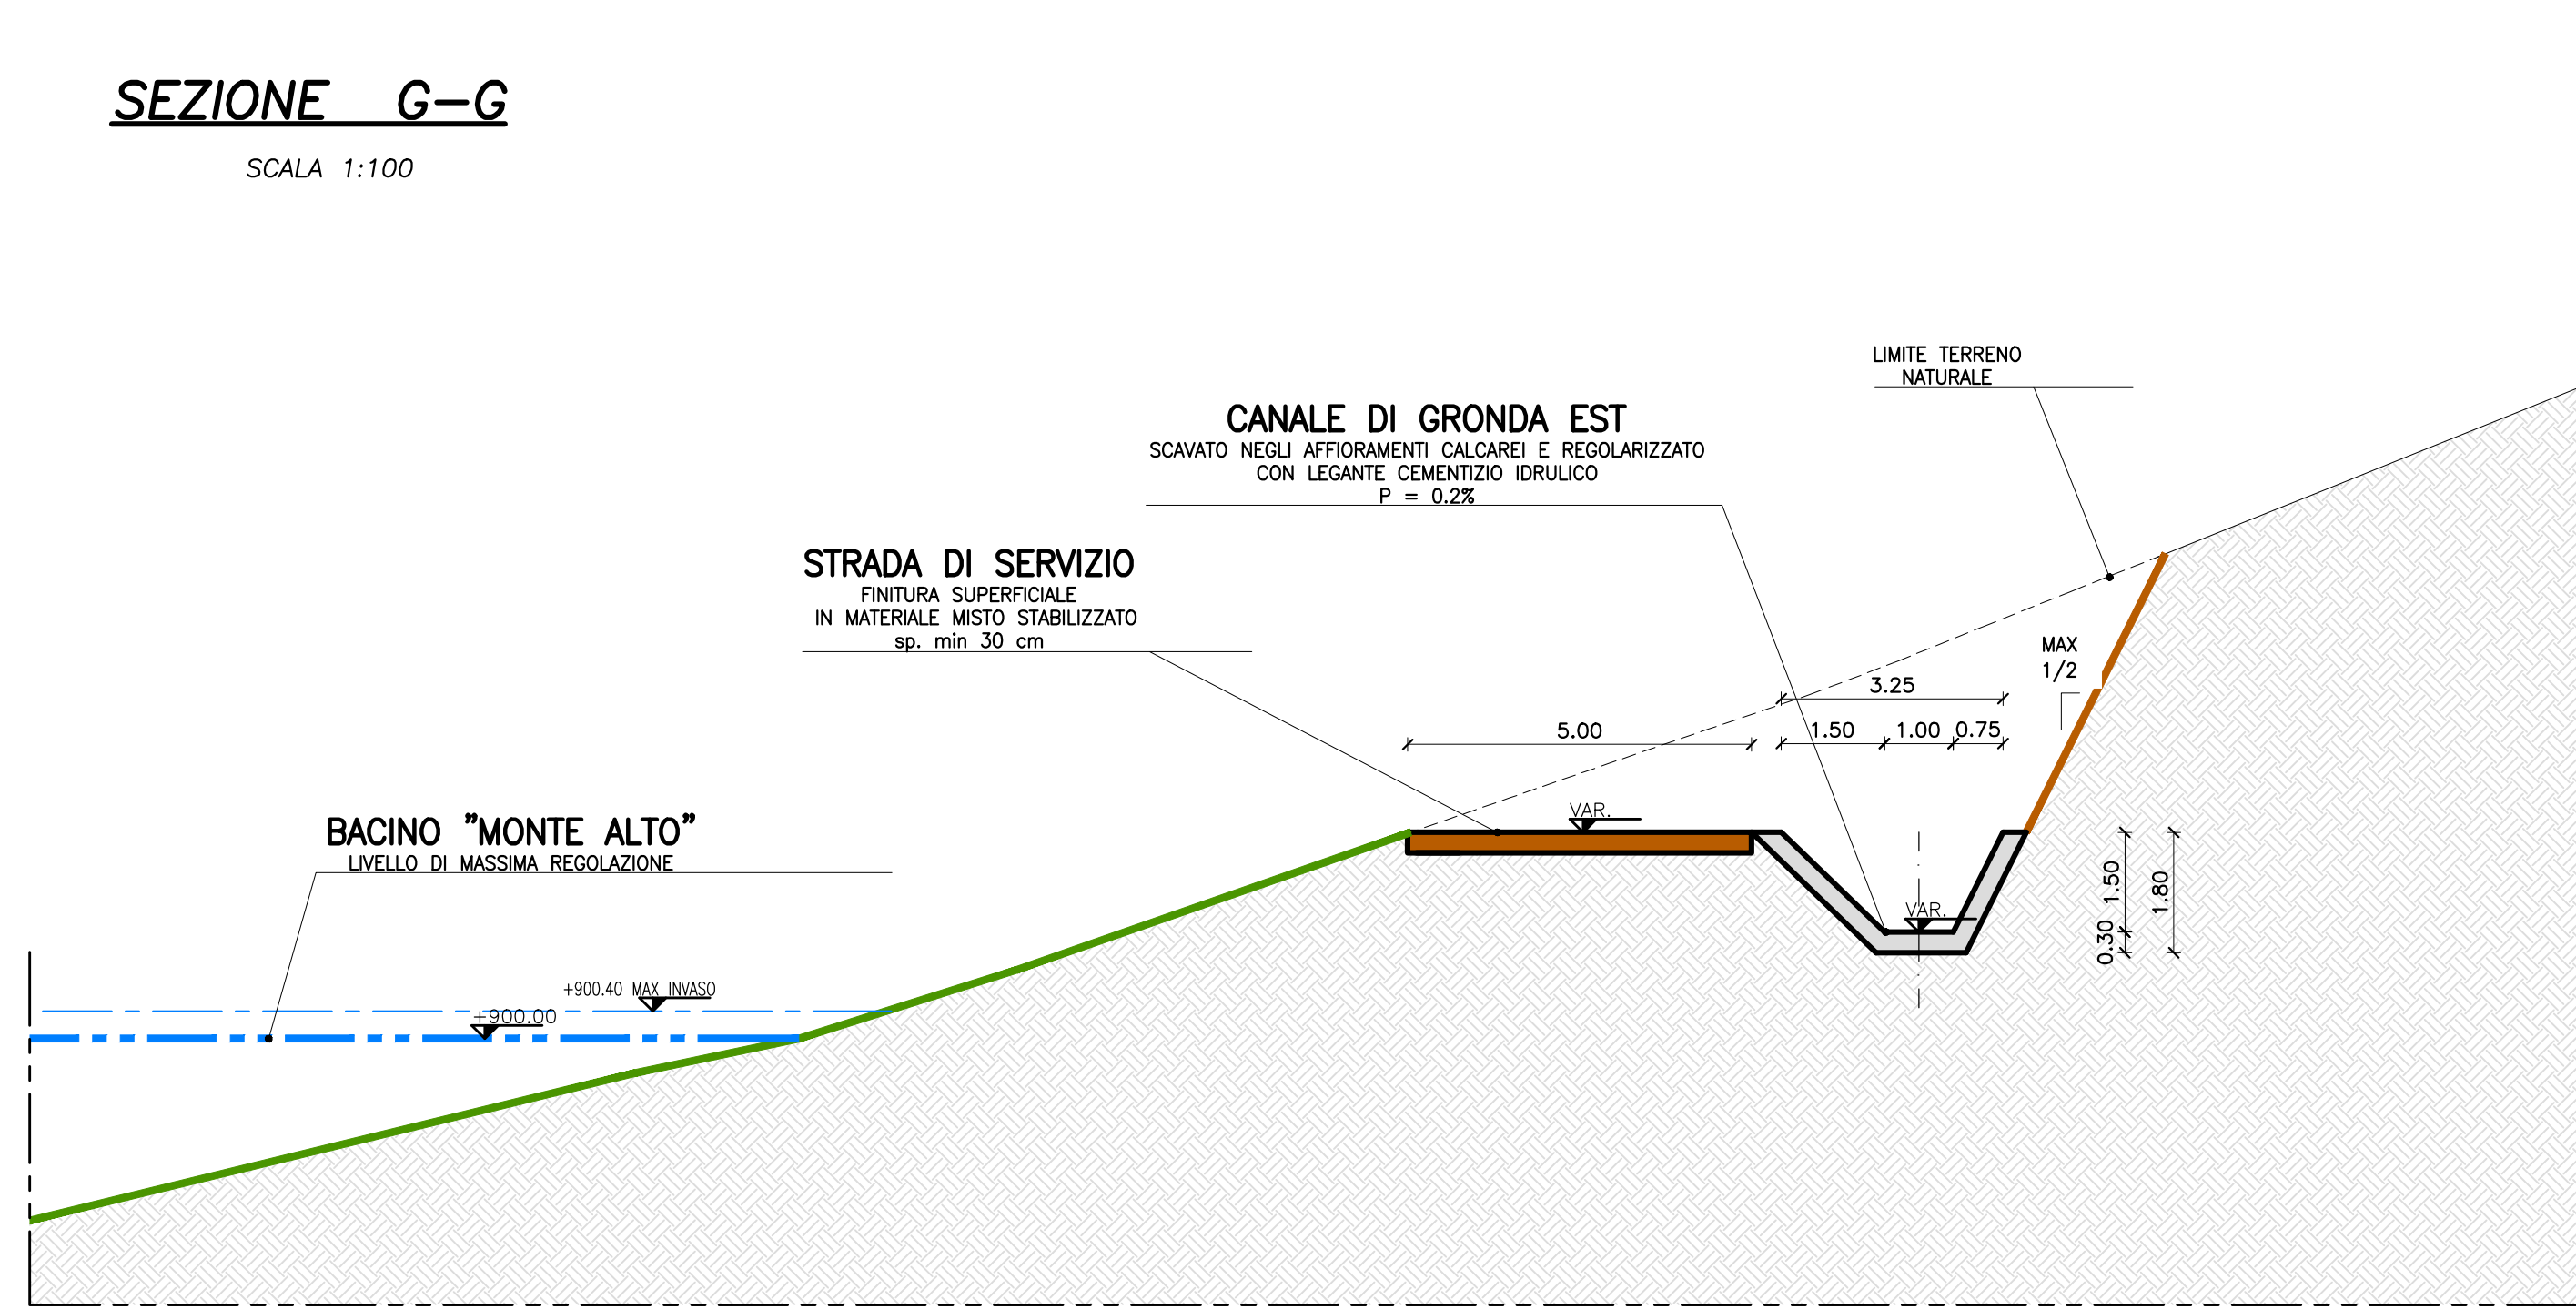 SEZIONE G-G
SCALA 1:100
LIMITE TERRENO
NATURALE
CANALE DI GRONDA EST
SCAVATO NEGLI AFFIORAMENTI CALCAREI E REGOLARIZZATO
CON LEGANTE CEMENTIZIO IDRULICO
P = 0.2%
STRADA DI SERVIZIO
FINITURA SUPERFICIALE
IN MATERIALE MISTO STABILIZZATO
sp. min 30 cm
MAX
1/2
3.25
5.00
1.50 1.00 0.75
VAR.
BACINO "MONTE ALTO"
LIVELLO DI MASSIMA REGOLAZIONE
VAR.
1.50
1.80
0.30
+900.40 MAX INVASO
+900.00